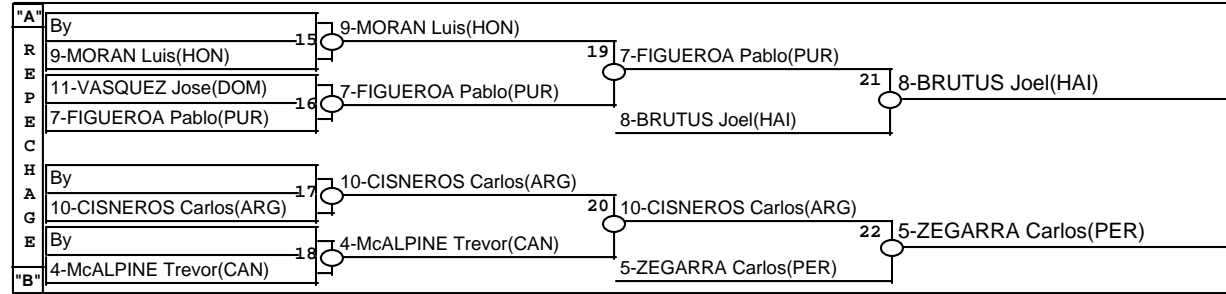 "A"
REPECHAGE
"B"
By
15
9-MORAN Luis(HON)
9-MORAN Luis(HON)
11-VASQUEZ Jose(DOM)
16
7-FIGUEROA Pablo(PUR)
7-FIGUEROA Pablo(PUR)
19
7-FIGUEROA Pablo(PUR)
8-BRUTUS Joel(HAI)
21
8-BRUTUS Joel(HAI)
By
17
10-CISNEROS Carlos(ARG)
10-CISNEROS Carlos(ARG)
By
18
4-McALPINE Trevor(CAN)
4-McALPINE Trevor(CAN)
20
10-CISNEROS Carlos(ARG)
5-ZEGARRA Carlos(PER)
22
5-ZEGARRA Carlos(PER)